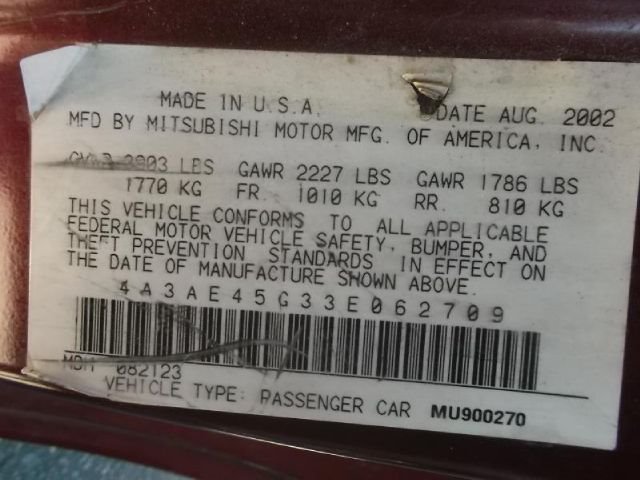 MADE IN U.S.A. DATE AUG. 2002
MFD BY MITSUBISHI MOTOR MFG. OF AMERICA, INC.
3903 LBS GAWR 2227 LBS GAWR 1786 LBS
1770 KG FR. 1010 KG RR. 810 KG
THIS VEHICLE CONFORMS TO ALL APPLICABLE
FEDERAL MOTOR VEHICLE SAFETY, BUMPER, AND
THEFT PREVENTION STANDARDS IN EFFECT ON
THE DATE OF MANUFACTURE SHOWN ABOVE.
4A3AE45G33E062709
MDH 082123
VEHICLE TYPE: PASSENGER CAR MU900270